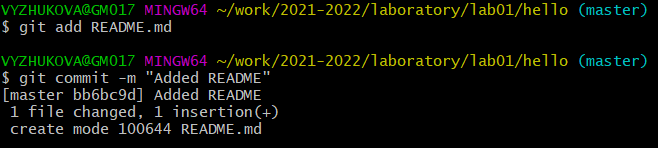 VYZHUKOVA@GM017 MINGW64 ~/work/2021-2022/laboratory/lab01/hello (master)
$ git add README.md
VYZHUKOVA@GM017 MINGW64 ~/work/2021-2022/laboratory/lab01/hello (master)
$ git commit -m "Added README"
[master bb6bc9d] Added README
 1 file changed, 1 insertion(+)
 create mode 100644 README.md